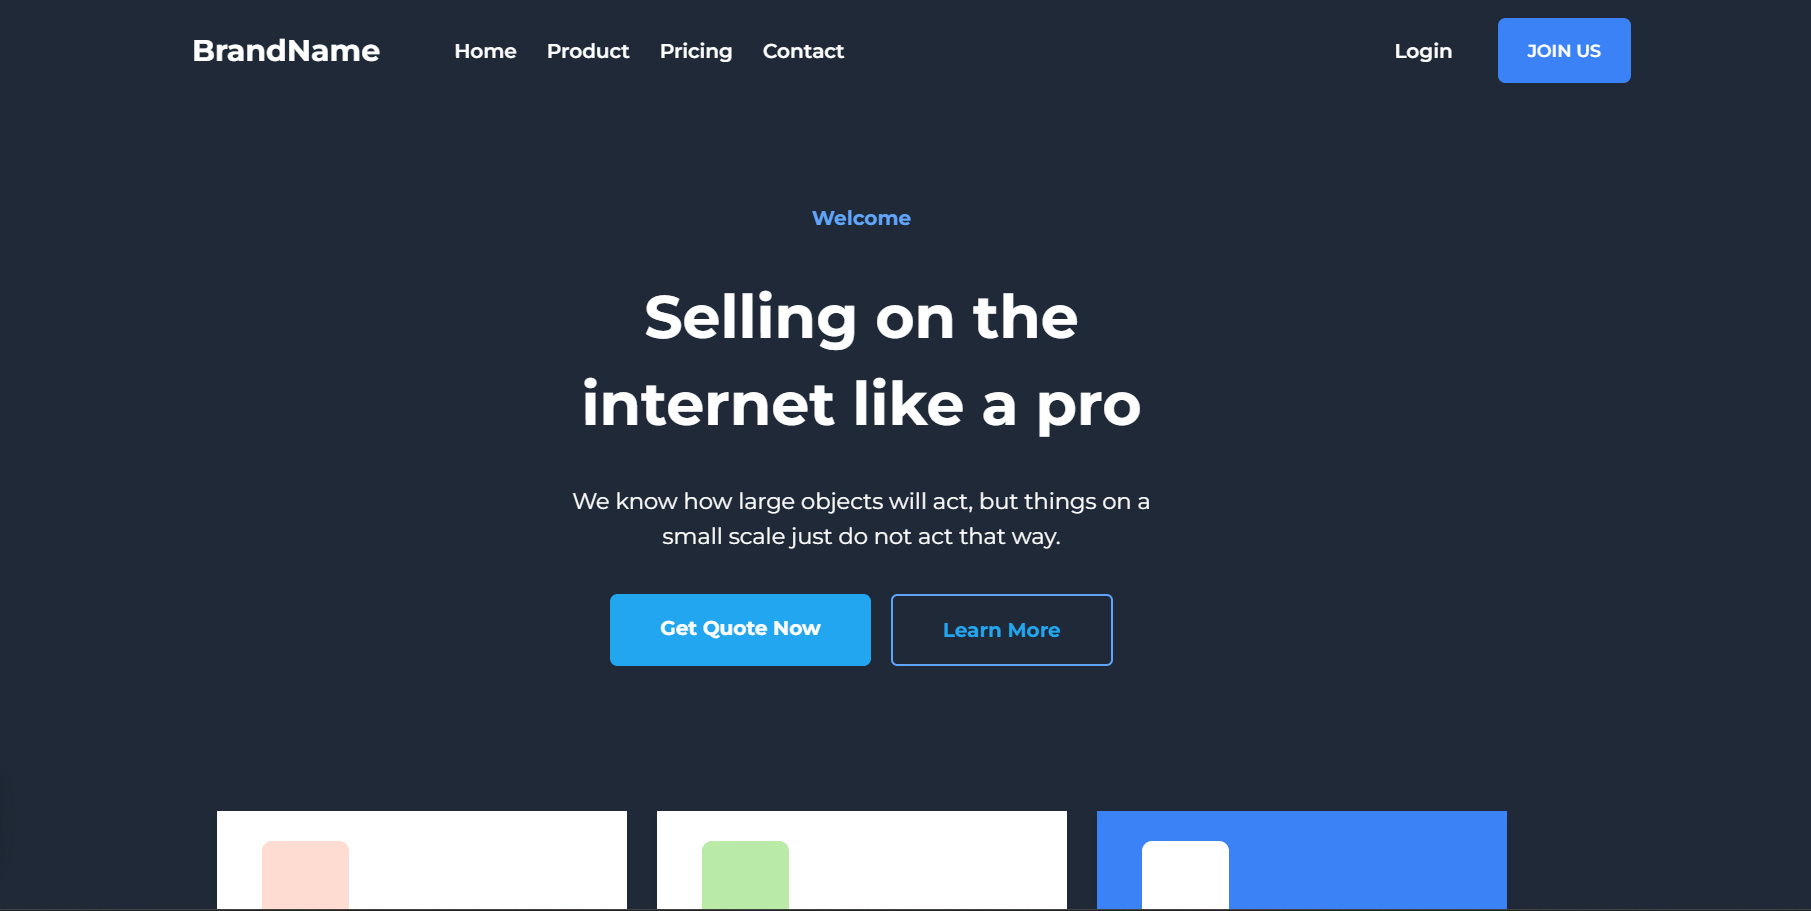 BrandName Home Product Pricing Contact Login JOIN US
Welcome
Selling on the
internet like a pro
We know how large objects will act, but things on a
small scale just do not act that way.
Get Quote Now Learn More